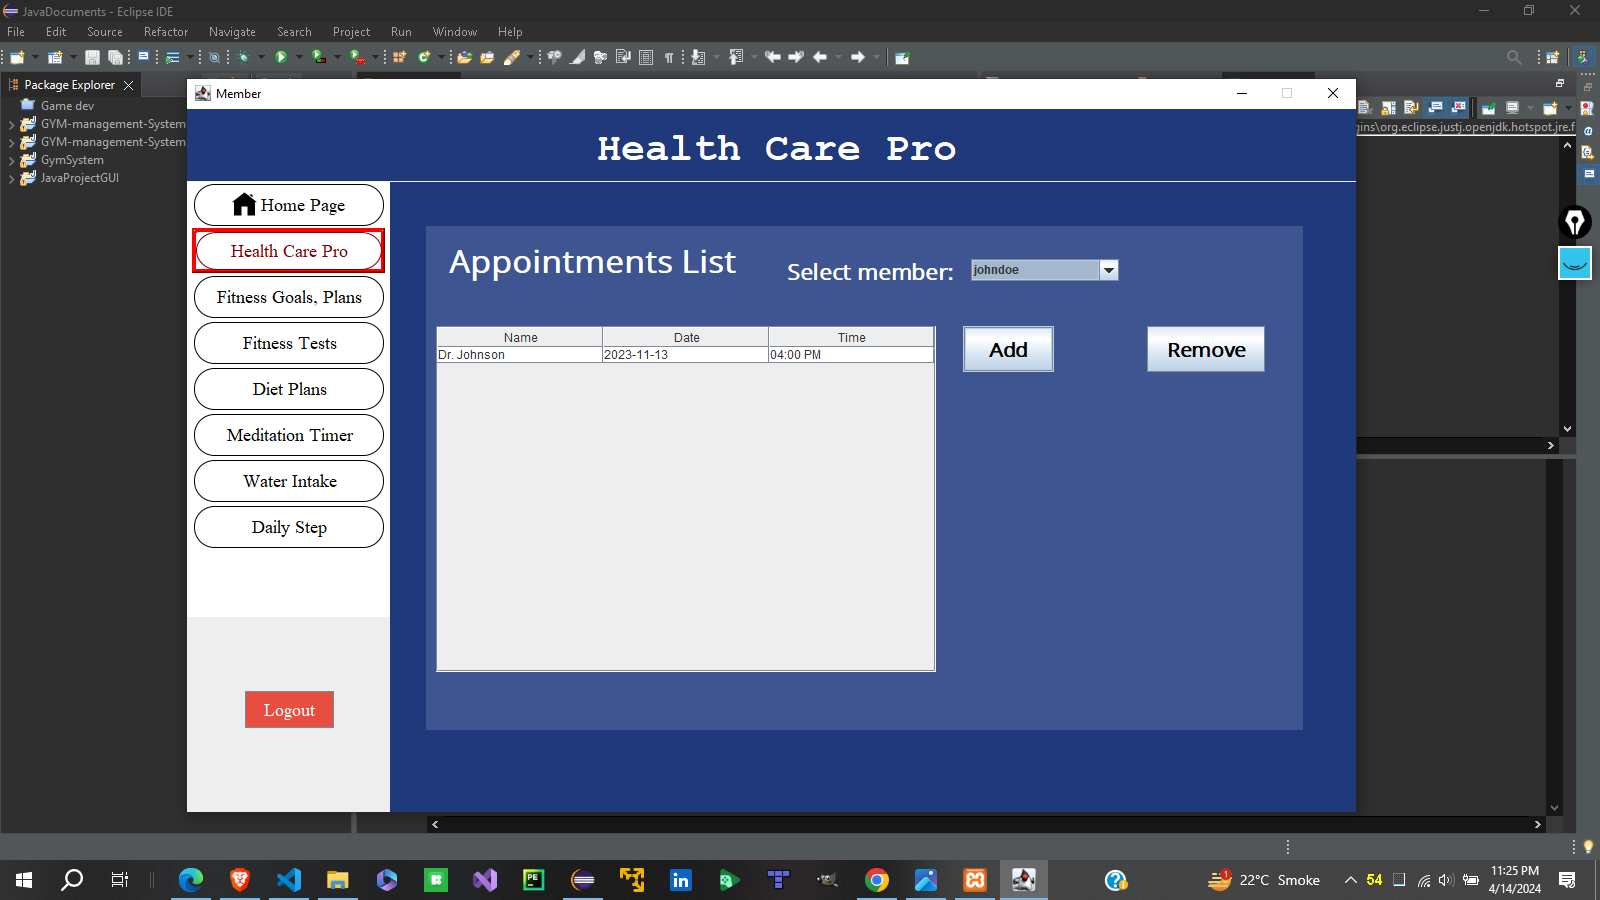 JavaDocuments - Eclipse IDE
File Edit Source Refactor Navigate Search Project Run Window Help
Package Explorer
Game dev
GYM-management-System
GYM-management-System
GymSystem
JavaProjectGUI
gins\org.eclipse.justj.openjdk.hotspot.jre.f
Member
Health Care Pro
Home Page
Health Care Pro
Fitness Goals, Plans
Fitness Tests
Diet Plans
Meditation Timer
Water Intake
Daily Step
Logout
Appointments List
Select member:
johndoe
Name Date Time
Dr. Johnson 2023-11-13 04:00 PM
Add
Remove
22°C Smoke
54
11:25 PM
4/14/2024